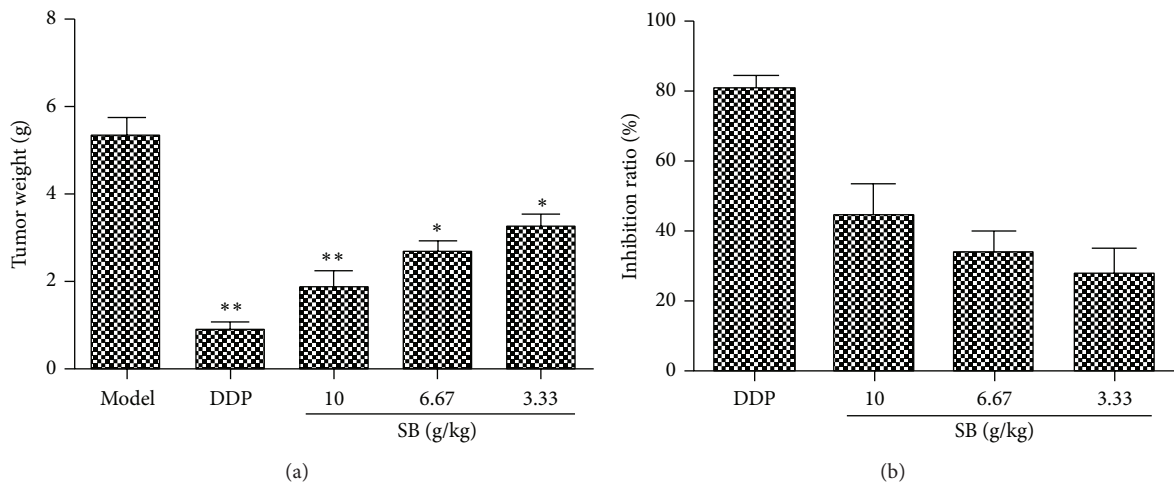 Tumor weight (g)
8
6
4
2
0
**
**
*
*
Model DDP 10 6.67 3.33
SB (g/kg)
(a)
Inhibition ratio (%)
100
80
60
40
20
0
DDP 10 6.67 3.33
SB (g/kg)
(b)